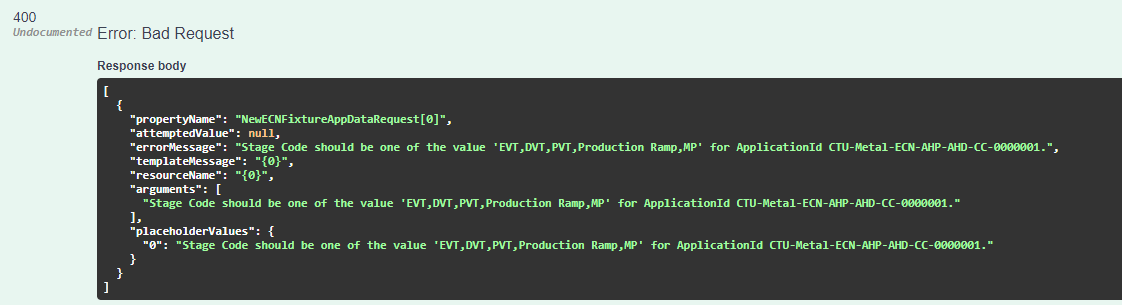 400
Undocumented Error: Bad Request
Response body
[
  {
    "propertyName": "NewECNFixtureAppDataRequest[0]",
    "attemptedValue": null,
    "errorMessage": "Stage Code should be one of the value 'EVT,DVT,PVT,Production Ramp,MP' for ApplicationId CTU-Metal-ECN-AHP-AHD-CC-0000001.",
    "templateMessage": "{0}",
    "resourceName": "{0}",
    "arguments": [
      "Stage Code should be one of the value 'EVT,DVT,PVT,Production Ramp,MP' for ApplicationId CTU-Metal-ECN-AHP-AHD-CC-0000001."
    ],
    "placeholderValues": {
      "0": "Stage Code should be one of the value 'EVT,DVT,PVT,Production Ramp,MP' for ApplicationId CTU-Metal-ECN-AHP-AHD-CC-0000001."
    }
  }
]